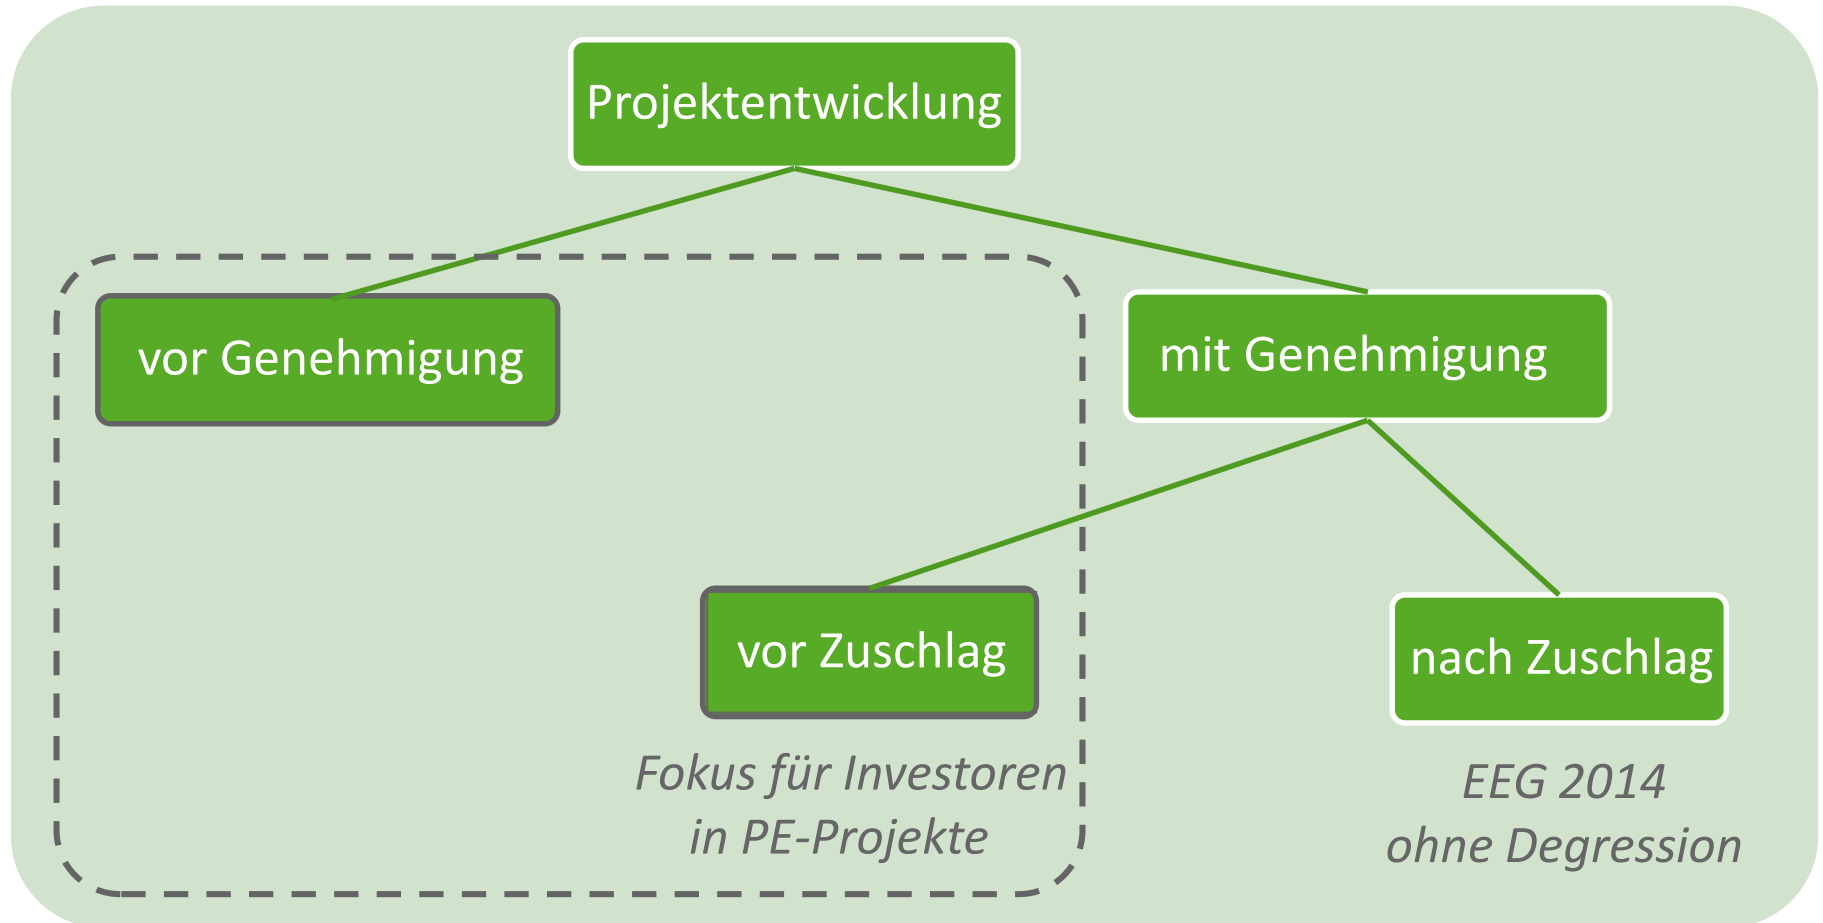 Projektentwicklung
vor Genehmigung
mit Genehmigung
vor Zuschlag
nach Zuschlag
Fokus für Investoren
in PE-Projekte
EEG 2014
ohne Degression